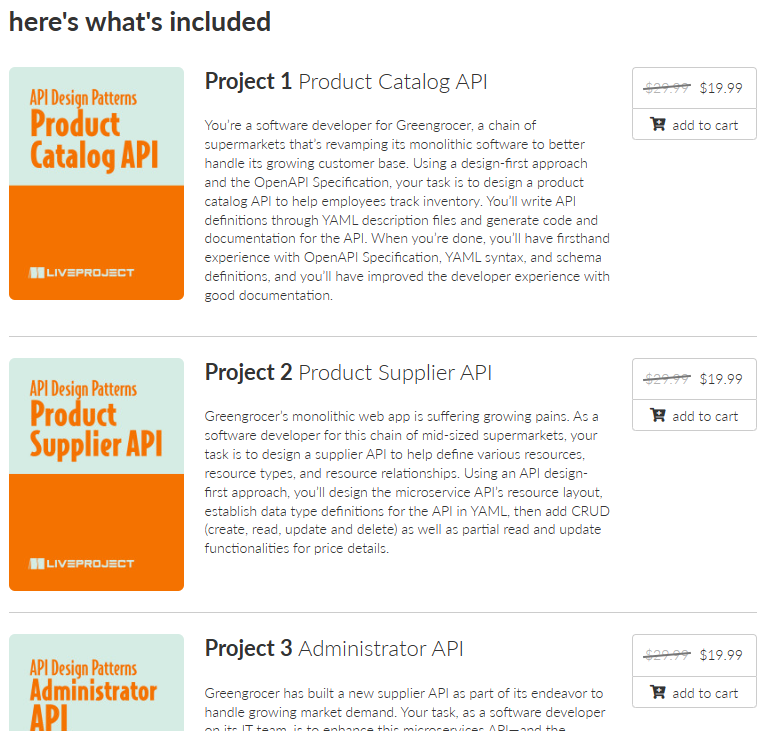 here's what's included
API Design Patterns
Product
Catalog API
LIVEPROJECT
Project 1 Product Catalog API
You're a software developer for Greengrocer, a chain of
supermarkets that's revamping its monolithic software to better
handle its growing customer base. Using a design-first approach
and the OpenAPI Specification, your task is to design a product
catalog API to help employees track inventory. You'll write API
definitions through YAML description files and generate code and
documentation for the API. When you're done, you'll have firsthand
experience with OpenAPI Specification, YAML syntax, and schema
definitions, and you'll have improved the developer experience with
good documentation.
$29.99 $19.99
add to cart
API Design Patterns
Product
Supplier API
LIVEPROJECT
Project 2 Product Supplier API
Greengrocer's monolithic web app is suffering growing pains. As a
software developer for this chain of mid-sized supermarkets, your
task is to design a supplier API to help define various resources,
resource types, and resource relationships. Using an API design-
first approach, you'll design the microservice API's resource layout,
establish data type definitions for the API in YAML, then add CRUD
(create, read, update and delete) as well as partial read and update
functionalities for price details.
$29.99 $19.99
add to cart
API Design Patterns
Administrator
API
Project 3 Administrator API
Greengrocer has built a new supplier API as part of its endeavor to
handle growing market demand. Your task, as a software developer
on its IT team, is to enhance this microservices API—and the
$29.99 $19.99
add to cart